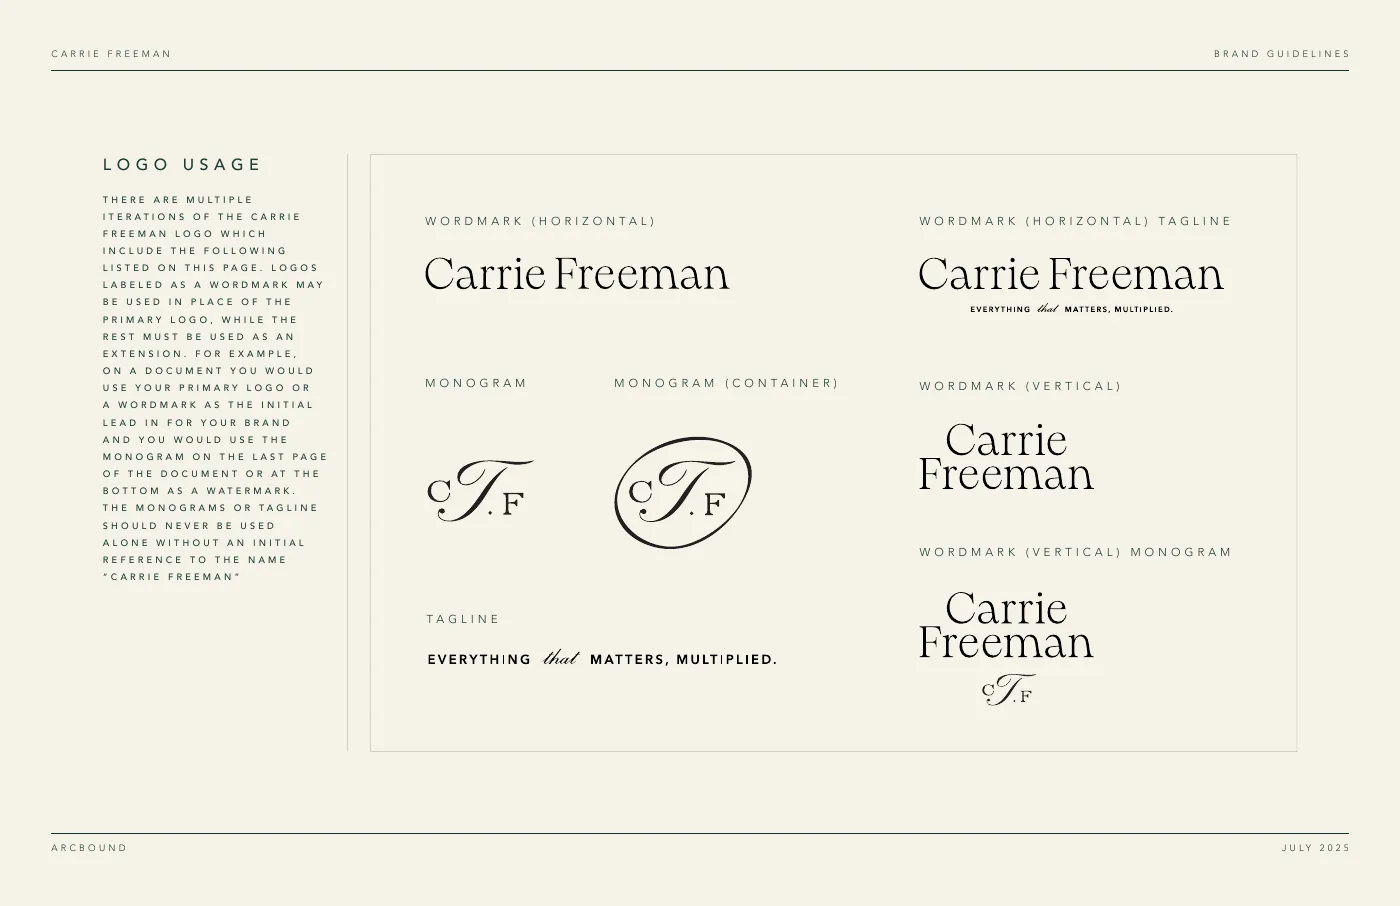 CARRIE FREEMAN
BRAND GUIDELINES
LOGO USAGE
THERE ARE MULTIPLE
ITERATIONS OF THE CARRIE
FREEMAN LOGO WHICH
INCLUDE THE FOLLOWING
LISTED ON THIS PAGE. LOGOS
LABELED AS A WORDMARK MAY
BE USED IN PLACE OF THE
PRIMARY LOGO, WHILE THE
REST MUST BE USED AS AN
EXTENSION. FOR EXAMPLE,
ON A DOCUMENT YOU WOULD
USE YOUR PRIMARY LOGO OR
A WORDMARK AS THE INITIAL
LEAD IN FOR YOUR BRAND
AND YOU WOULD USE THE
MONOGRAM ON THE LAST PAGE
OF THE DOCUMENT OR AT THE
BOTTOM AS A WATERMARK.
THE MONOGRAMS OR TAGLINE
SHOULD NEVER BE USED
ALONE WITHOUT AN INITIAL
REFERENCE TO THE NAME
"CARRIE FREEMAN"
WORDMARK (HORIZONTAL)
Carrie Freeman
WORDMARK (HORIZONTAL) TAGLINE
Carrie Freeman
EVERYTHING that MATTERS, MULTIPLIED.
MONOGRAM
C T. F
MONOGRAM (CONTAINER)
C T. F
WORDMARK (VERTICAL)
Carrie
Freeman
TAGLINE
EVERYTHING that MATTERS, MULTIPLIED.
WORDMARK (VERTICAL) MONOGRAM
Carrie
Freeman
C T. F
ARCBOUND
JULY 2025